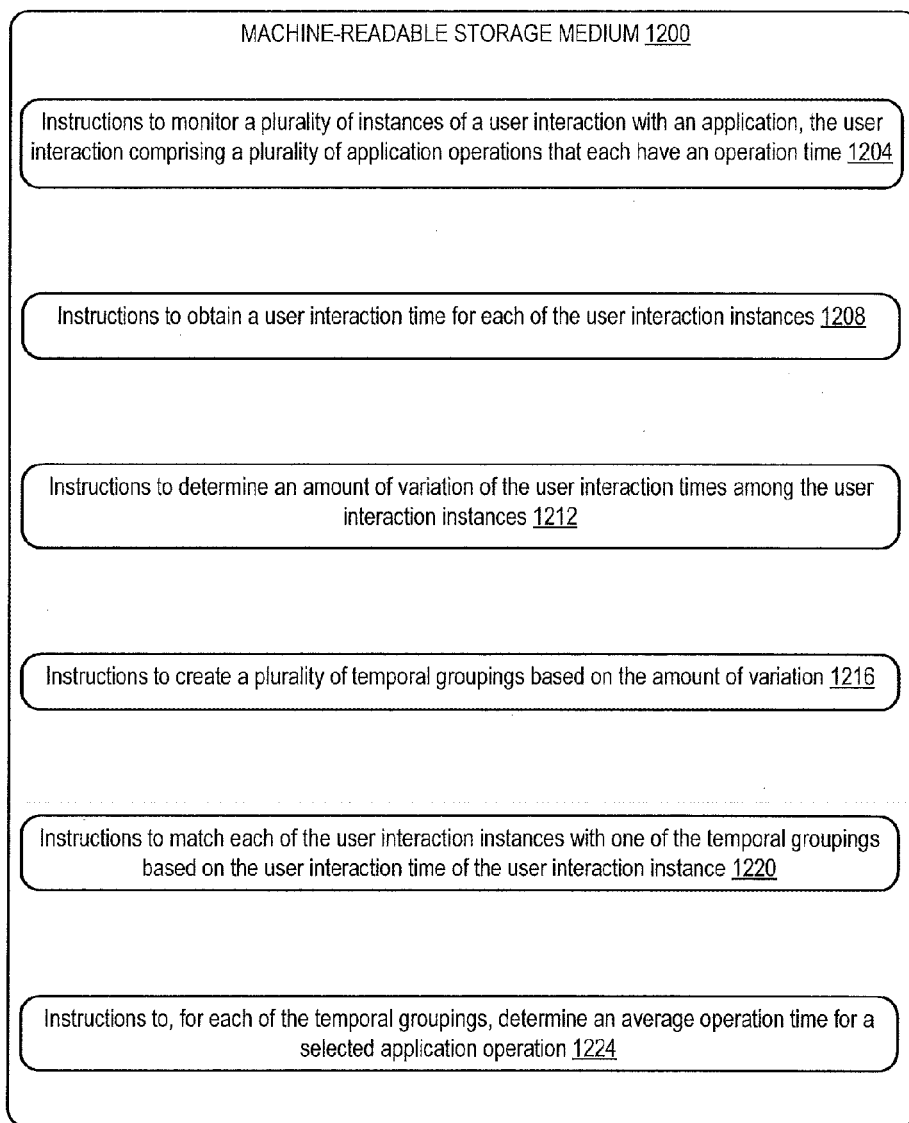 MACHINE-READABLE STORAGE MEDIUM 1200
Instructions to monitor a plurality of instances of a user interaction with an application, the user
interaction comprising a plurality of application operations that each have an operation time 1204
Instructions to obtain a user interaction time for each of the user interaction instances 1208
Instructions to determine an amount of variation of the user interaction times among the user
interaction instances 1212
Instructions to create a plurality of temporal groupings based on the amount of variation 1216
Instructions to match each of the user interaction instances with one of the temporal groupings
based on the user interaction time of the user interaction instance 1220
Instructions to, for each of the temporal groupings, determine an average operation time for a
selected application operation 1224